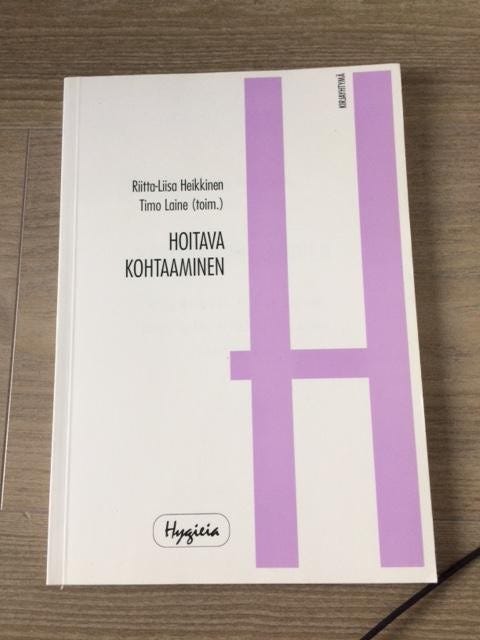 KIRJAYHTYMÄ
Riitta-Liisa Heikkinen
Timo Laine (toim.)
HOITAVA
KOHTAAMINEN
H
Hygieia